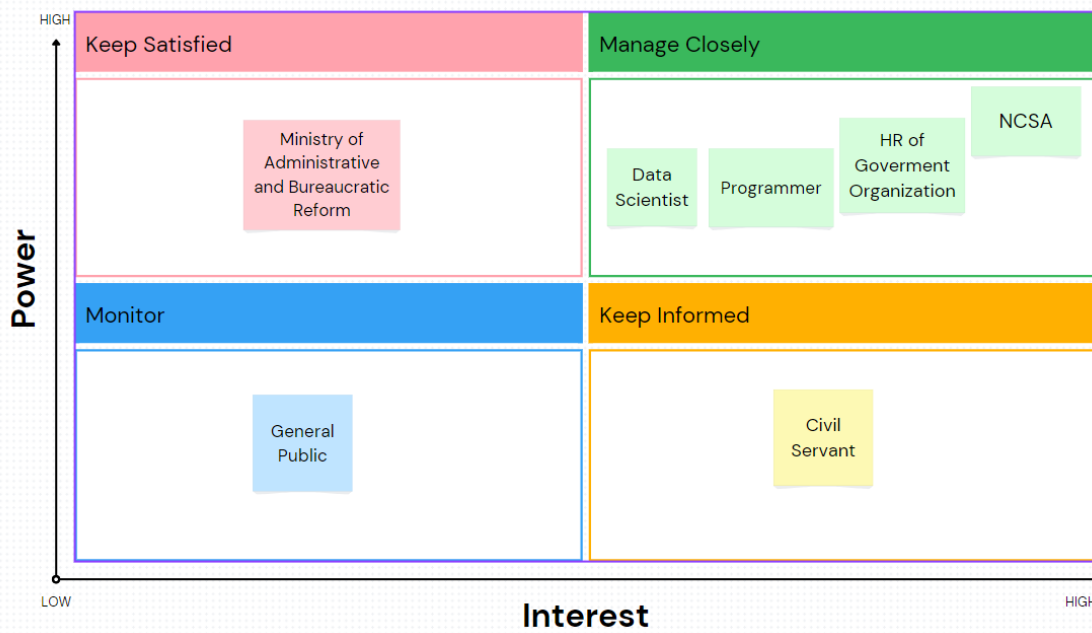 HIGH
Keep Satisfied
Manage Closely
Ministry of
Administrative
and Bureaucratic
Reform
Data
Scientist
Programmer
HR of
Goverment
Organization
NCSA
Power
Monitor
Keep Informed
General
Public
Civil
Servant
LOW
Interest
HIGH